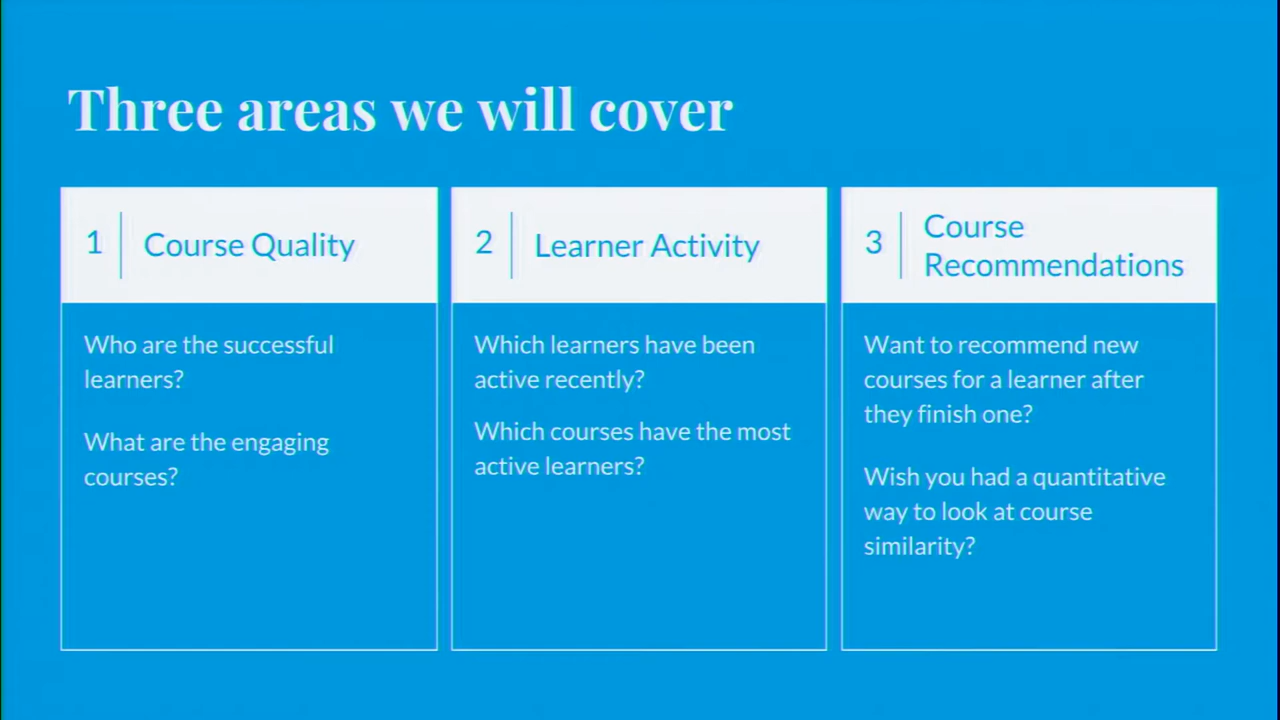 Three areas we will cover
1
Course Quality
Who are the successful
learners?
What are the engaging
courses?
2
Learner Activity
Which learners have been
active recently?
Which courses have the most
active learners?
3
Course
Recommendations
Want to recommend new
courses for a learner after
they finish one?
Wish you had a quantitative
way to look at course
similarity?